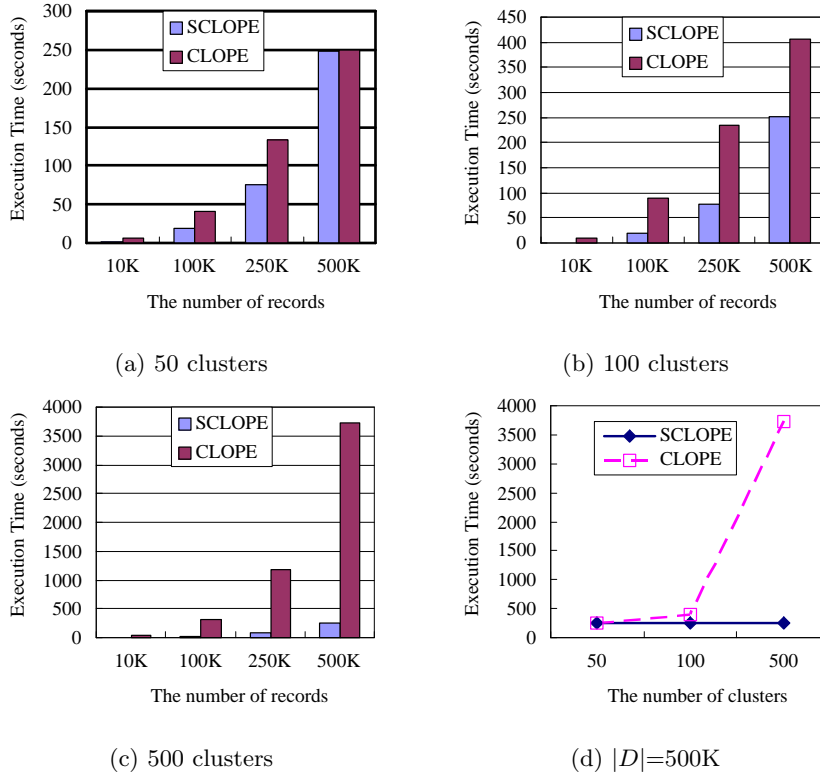 300
250
200
150
100
50
0
Execution Time (seconds)
SCLOPE
CLOPE
10K 100K 250K 500K
The number of records
(a) 50 clusters
450
400
350
300
250
200
150
100
50
0
Execution Time (seconds)
SCLOPE
CLOPE
10K 100K 250K 500K
The number of records
(b) 100 clusters
4000
3500
3000
2500
2000
1500
1000
500
0
Execution Time (seconds)
SCLOPE
CLOPE
10K 100K 250K 500K
The number of records
(c) 500 clusters
4000
3500
3000
2500
2000
1500
1000
500
0
Execution Time (seconds)
SCLOPE
CLOPE
50 100 500
The number of clusters
(d) |D|=500K